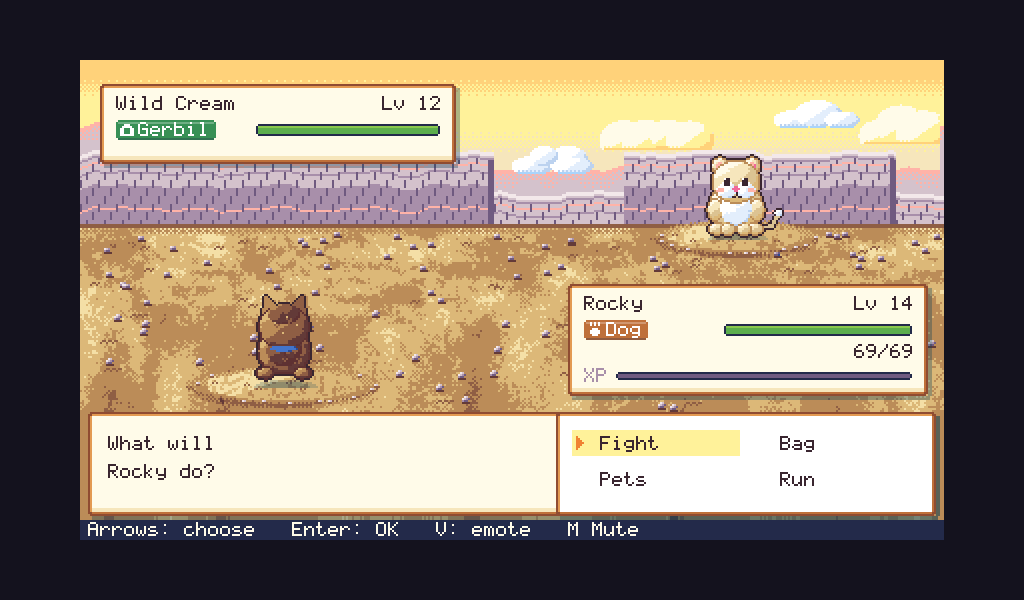 Wild Cream Lv 12
Gerbil
Rocky Lv 14
Dog
69/69
XP
What will
Rocky do?
Fight Bag
Pets Run
Arrows: choose Enter: OK V: emote M Mute